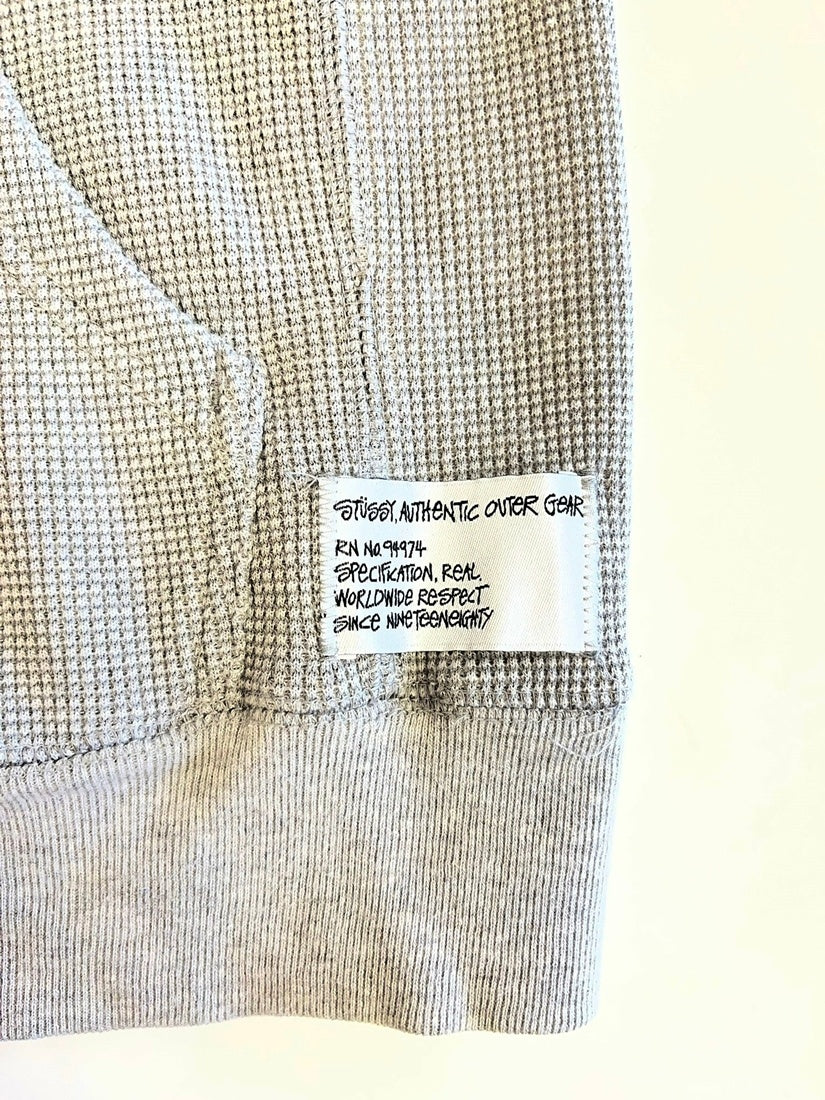 STÜSSY, AUTHENTIC OUTER GEAR
RN NO. 94974
SPECIFICATION, REAL.
WORLDWIDE RESPECT
SINCE NINETEENEIGHTY